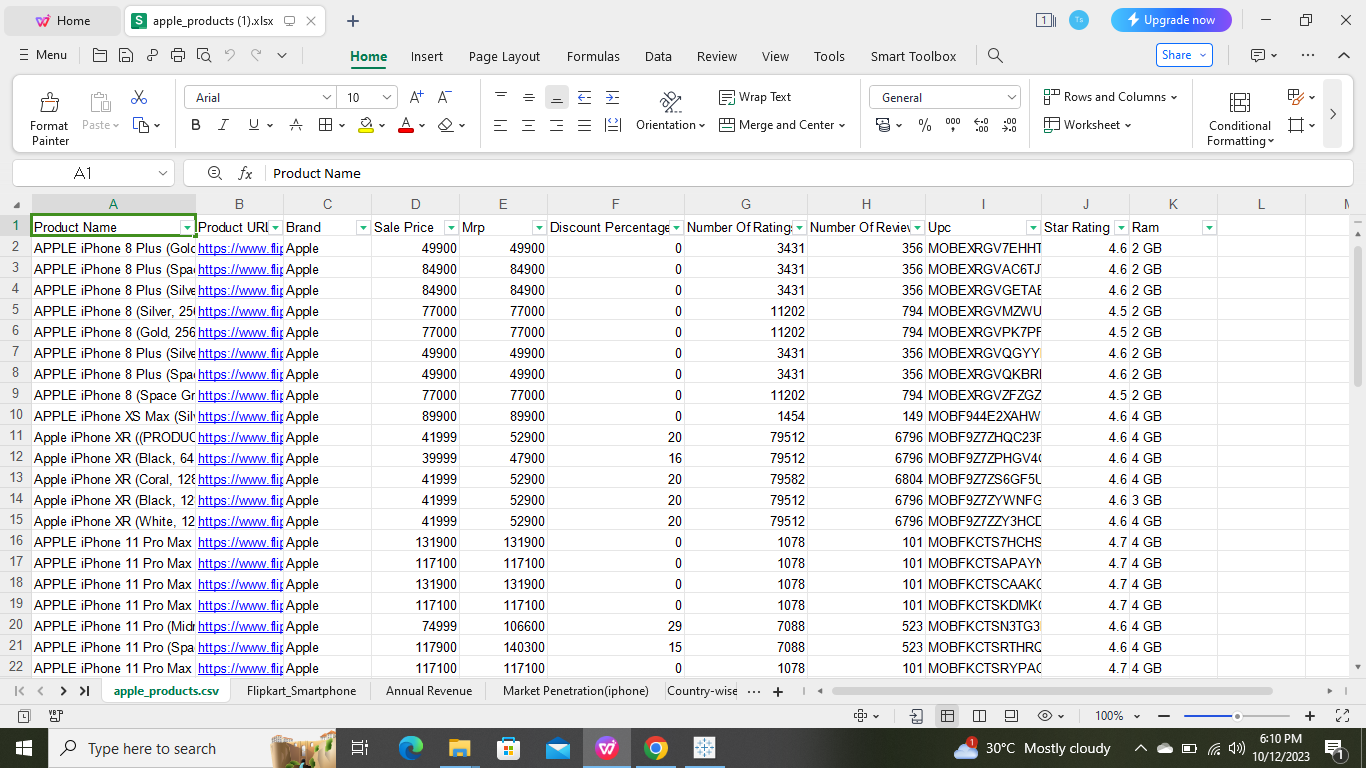 Home
apple_products (1).xlsx
Upgrade now
Menu
Home Insert Page Layout Formulas Data Review View Tools Smart Toolbox
Share
Format Painter
Paste
Arial 10
Orientation
Wrap Text
Merge and Center
General
Rows and Columns
Worksheet
Conditional Formatting
A1
fx Product Name
A B C D E F G H I J K L M
1 Product Name Product URL Brand Sale Price Mrp Discount Percentage Number Of Ratings Number Of Review Upc Star Rating Ram
2 APPLE iPhone 8 Plus (Gold https://www.flip Apple 49900 49900 0 3431 356 MOBEXRGV7EHHT 4.6 2 GB
3 APPLE iPhone 8 Plus (Spac https://www.flip Apple 84900 84900 0 3431 356 MOBEXRGVAC6TJ 4.6 2 GB
4 APPLE iPhone 8 Plus (Silve https://www.flip Apple 84900 84900 0 3431 356 MOBEXRGVGETAE 4.6 2 GB
5 APPLE iPhone 8 (Silver, 256 https://www.flip Apple 77000 77000 0 11202 794 MOBEXRGVMZWU 4.5 2 GB
6 APPLE iPhone 8 (Gold, 256 https://www.flip Apple 77000 77000 0 11202 794 MOBEXRGVPK7PF 4.5 2 GB
7 APPLE iPhone 8 Plus (Silve https://www.flip Apple 49900 49900 0 3431 356 MOBEXRGVQGYY 4.6 2 GB
8 APPLE iPhone 8 Plus (Spac https://www.flip Apple 49900 49900 0 3431 356 MOBEXRGVQKBR 4.6 2 GB
9 APPLE iPhone 8 (Space Gr https://www.flip Apple 77000 77000 0 11202 794 MOBEXRGVZFZGZ 4.5 2 GB
10 APPLE iPhone XS Max (Silv https://www.flip Apple 89900 89900 0 1454 149 MOBF944E2XAHW 4.6 4 GB
11 Apple iPhone XR ((PRODUC https://www.flip Apple 41999 52900 20 79512 6796 MOBF9Z7ZHQC23F 4.6 4 GB
12 Apple iPhone XR (Black, 64 https://www.flip Apple 39999 47900 16 79512 6796 MOBF9Z7ZPHGV4 4.6 4 GB
13 Apple iPhone XR (Coral, 128 https://www.flip Apple 41999 52900 20 79582 6804 MOBF9Z7ZS6GF5U 4.6 4 GB
14 Apple iPhone XR (Black, 12 https://www.flip Apple 41999 52900 20 79512 6796 MOBF9Z7ZYWNFG 4.6 3 GB
15 Apple iPhone XR (White, 12 https://www.flip Apple 41999 52900 20 79512 6796 MOBF9Z7ZZY3HCD 4.6 4 GB
16 APPLE iPhone 11 Pro Max https://www.flip Apple 131900 131900 0 1078 101 MOBFKCTS7HCHS 4.7 4 GB
17 APPLE iPhone 11 Pro Max https://www.flip Apple 117100 117100 0 1078 101 MOBFKCTSAPAYN 4.7 4 GB
18 APPLE iPhone 11 Pro Max https://www.flip Apple 131900 131900 0 1078 101 MOBFKCTSCAAK 4.7 4 GB
19 APPLE iPhone 11 Pro Max https://www.flip Apple 117100 117100 0 1078 101 MOBFKCTSKDMK 4.7 4 GB
20 APPLE iPhone 11 Pro (Midn https://www.flip Apple 74999 106600 29 7088 523 MOBFKCTSN3TG3 4.6 4 GB
21 APPLE iPhone 11 Pro (Spa https://www.flip Apple 117900 140300 15 7088 523 MOBFKCTSRTHRQ 4.6 4 GB
22 APPLE iPhone 11 Pro Max https://www.flip Apple 117100 117100 0 1078 101 MOBFKCTSRYPA 4.7 4 GB
apple_products.csv Flipkart_Smartphone Annual Revenue Market Penetration(iphone) Country-wise
100%
Type here to search
30°C Mostly cloudy
6:10 PM
10/12/2023